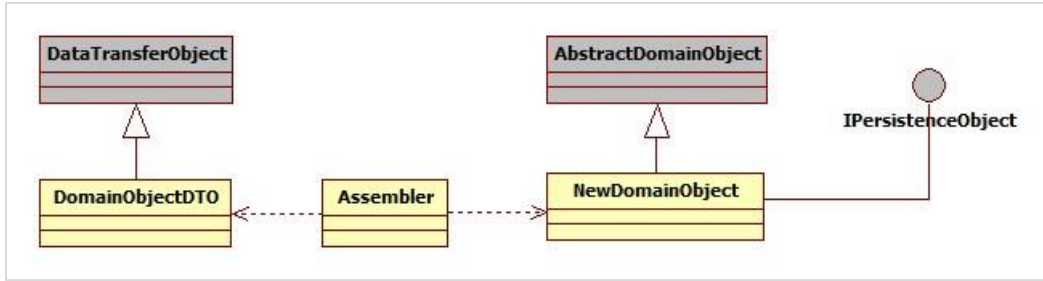 DataTransferObject
AbstractDomainObject
IPersistenceObject
DomainObjectDTO
Assembler
NewDomainObject